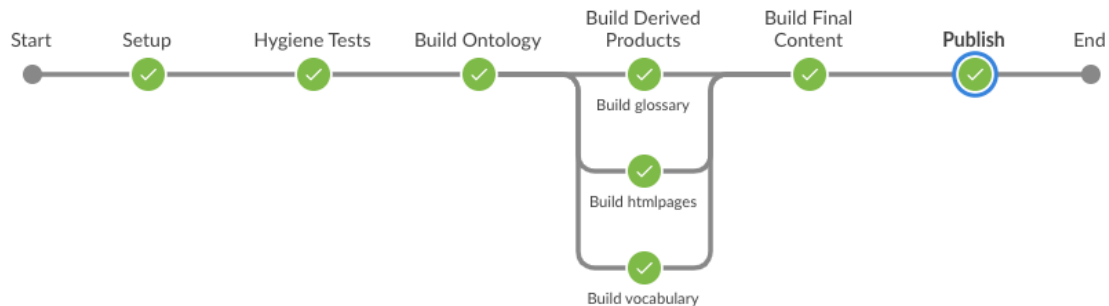 Start
Setup
Hygiene Tests
Build Ontology
Build Derived
Products
Build Final
Content
Publish
End
Build glossary
Build htmlpages
Build vocabulary